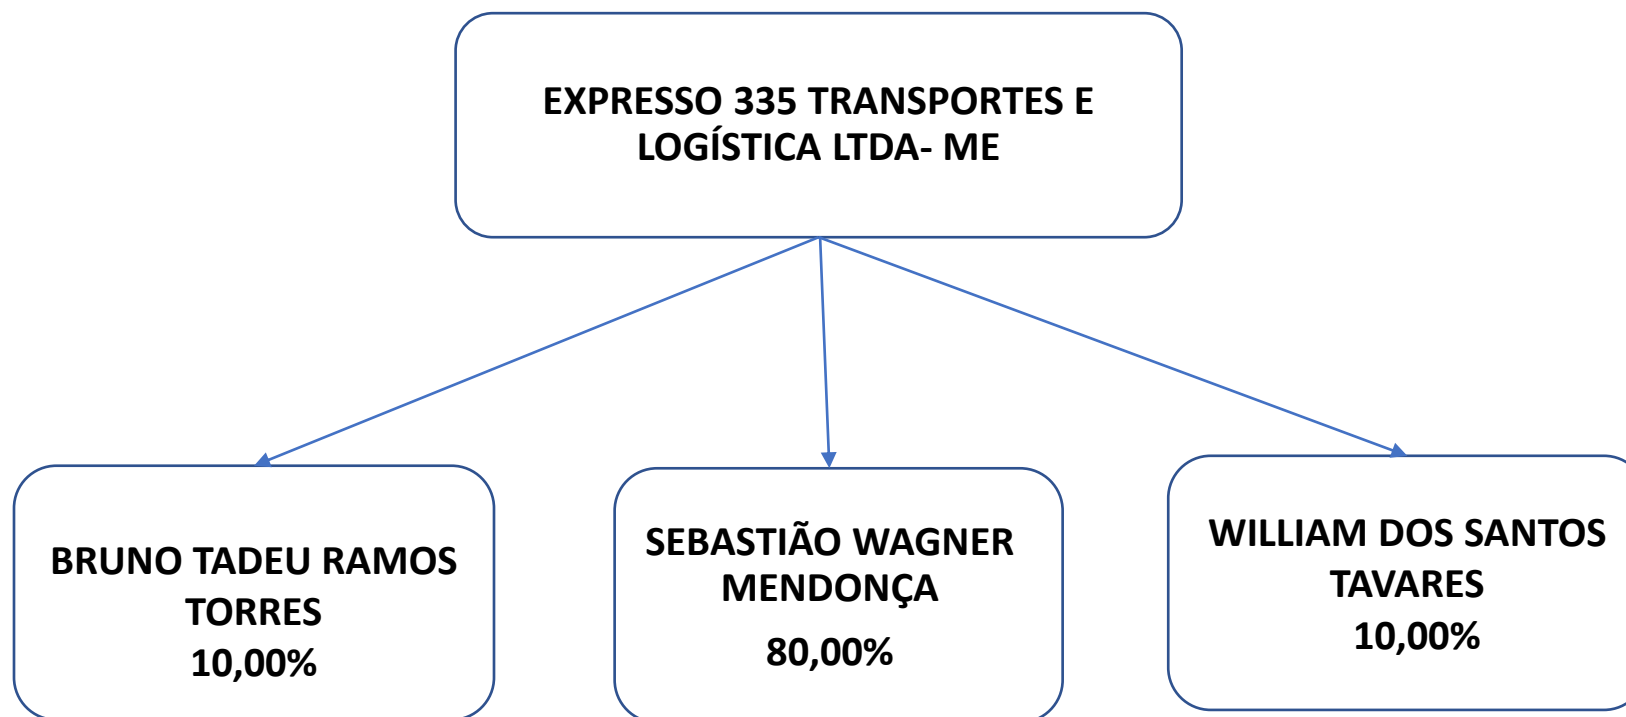 EXPRESSO 335 TRANSPORTES E
LOGÍSTICA LTDA- ME
BRUNO TADEU RAMOS
TORRES
10,00%
SEBASTIÃO WAGNER
MENDONÇA
80,00%
WILLIAM DOS SANTOS
TAVARES
10,00%